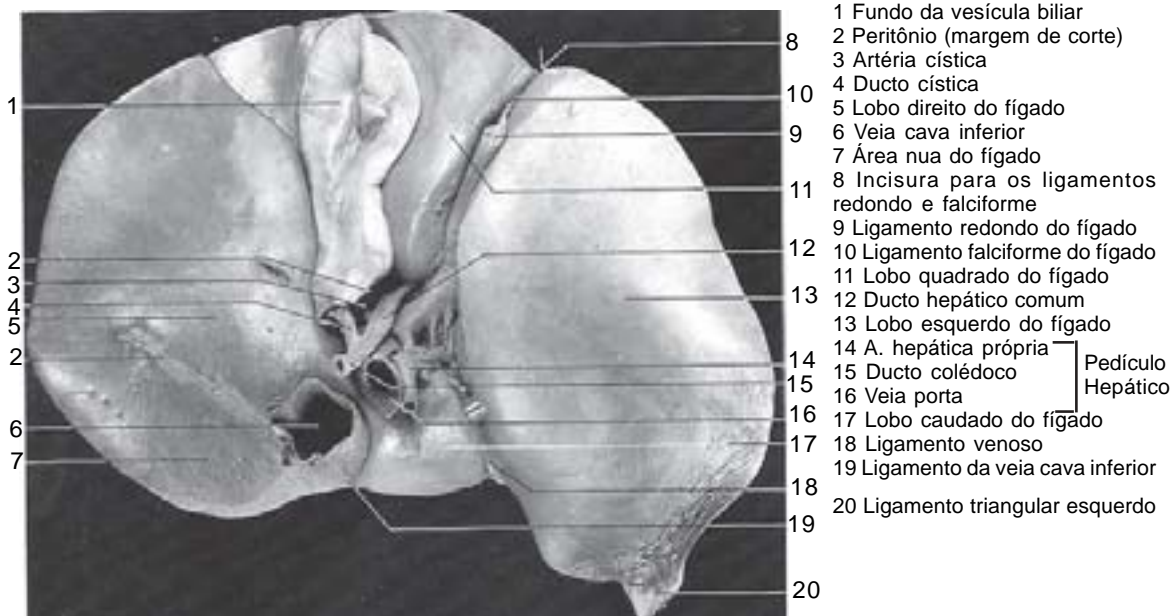 1 Fundo da vesícula biliar
2 Peritônio (margem de corte)
3 Artéria cística
4 Ducto cística
5 Lobo direito do fígado
6 Veia cava inferior
7 Área nua do fígado
8 Incisura para os ligamentos
redondo e falciforme
9 Ligamento redondo do fígado
10 Ligamento falciforme do fígado
11 Lobo quadrado do fígado
12 Ducto hepático comum
13 Lobo esquerdo do fígado
14 A. hepática própria
15 Ducto colédoco
16 Veia porta
Pedículo
Hepático
17 Lobo caudado do fígado
18 Ligamento venoso
19 Ligamento da veia cava inferior
20 Ligamento triangular esquerdo
1
2
3
4
5
2
6
7
8
10
9
11
12
13
14
15
16
17
18
19
20